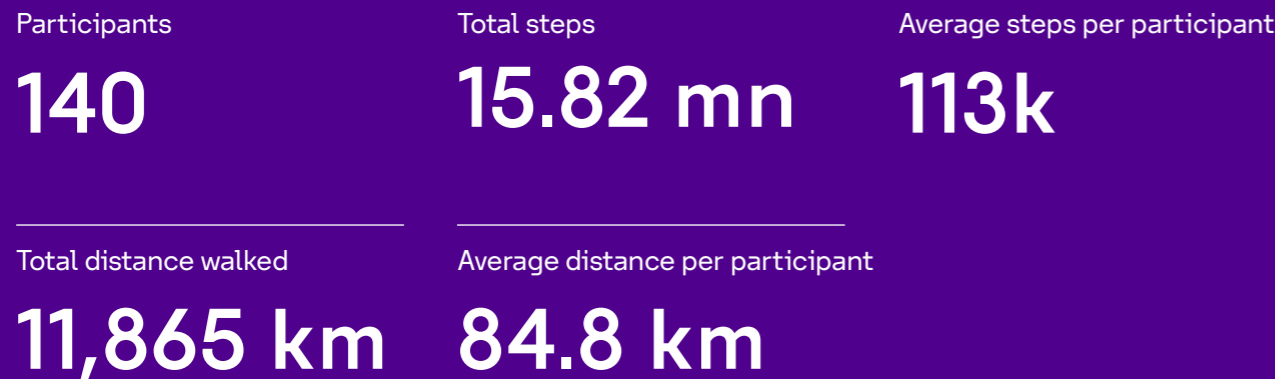 Participants
140
Total steps
15.82 mn
Average steps per participant
113k
Total distance walked
11,865 km
Average distance per participant
84.8 km